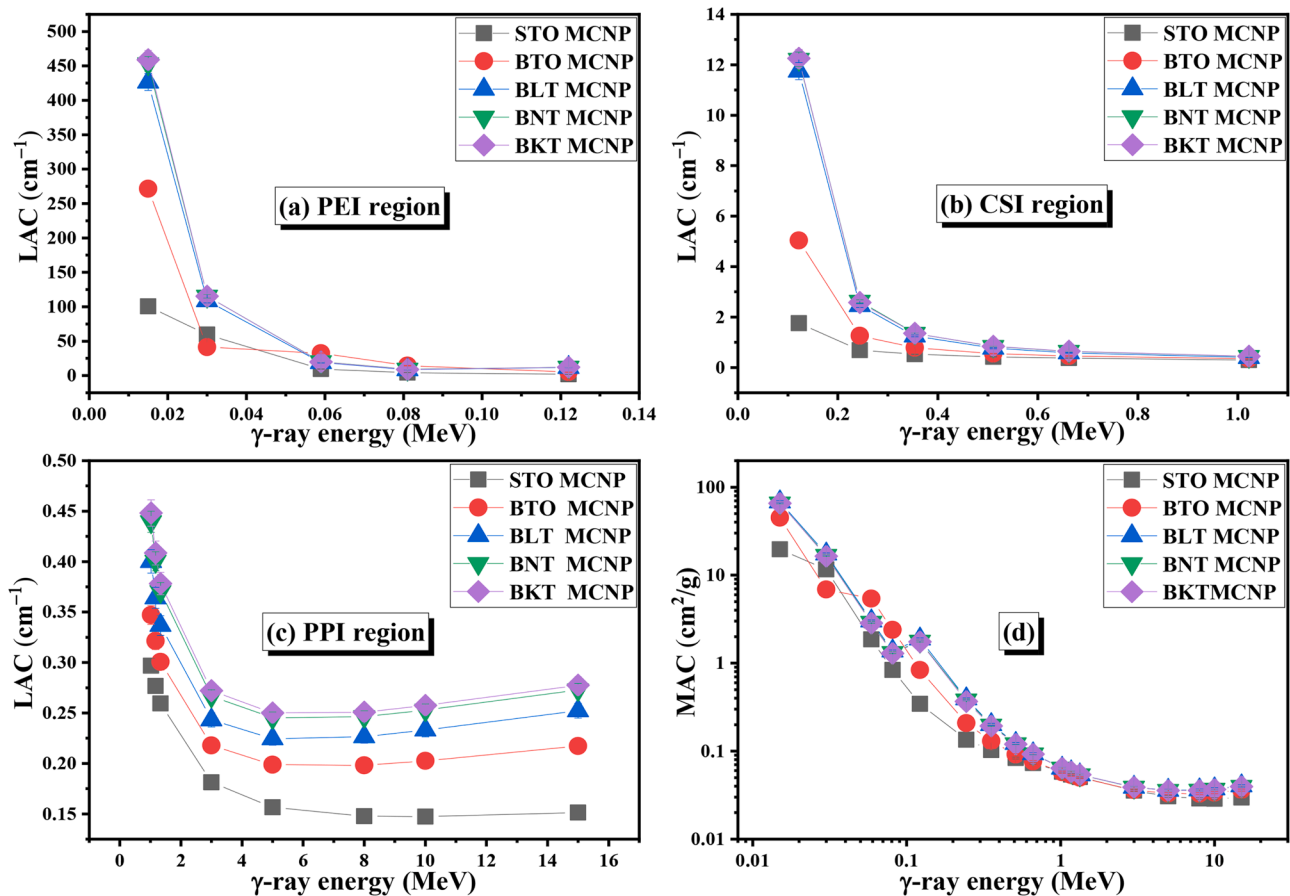 500
450
400
350
300
250
200
150
100
50
0
LAC (cm⁻¹)
STO MCNP
BTO MCNP
BLT MCNP
BNT MCNP
BKT MCNP
(a) PEI region
0.00 0.02 0.04 0.06 0.08 0.10 0.12 0.14
γ-ray energy (MeV)
14
12
10
8
6
4
2
0
LAC (cm⁻¹)
STO MCNP
BTO MCNP
BLT MCNP
BNT MCNP
BKT MCNP
(b) CSI region
0.0 0.2 0.4 0.6 0.8 1.0
γ-ray energy (MeV)
0.50
0.45
0.40
0.35
0.30
0.25
0.20
0.15
LAC (cm⁻¹)
STO MCNP
BTO MCNP
BLT MCNP
BNT MCNP
BKT MCNP
(c) PPI region
0 2 4 6 8 10 12 14 16
γ-ray energy (MeV)
100
10
1
0.1
0.01
MAC (cm²/g)
STO MCNP
BTO MCNP
BLT MCNP
BNT MCNP
BKTMCNP
(d)
0.01 0.1 1 10
γ-ray energy (MeV)